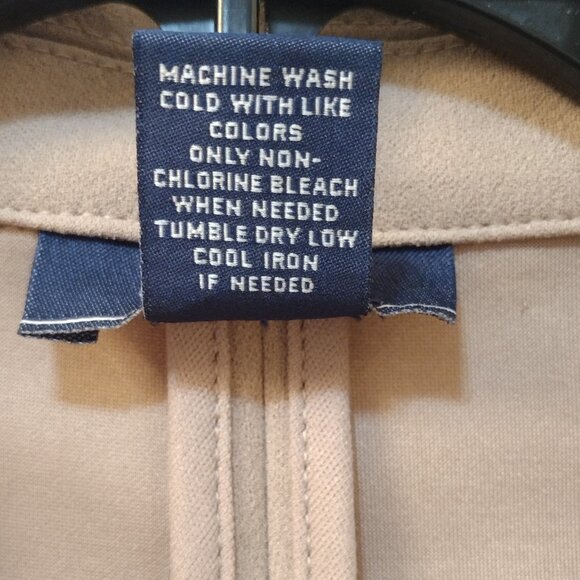 MACHINE WASH
COLD WITH LIKE
COLORS
ONLY NON-
CHLORINE BLEACH
WHEN NEEDED
TUMBLE DRY LOW
COOL IRON
IF NEEDED